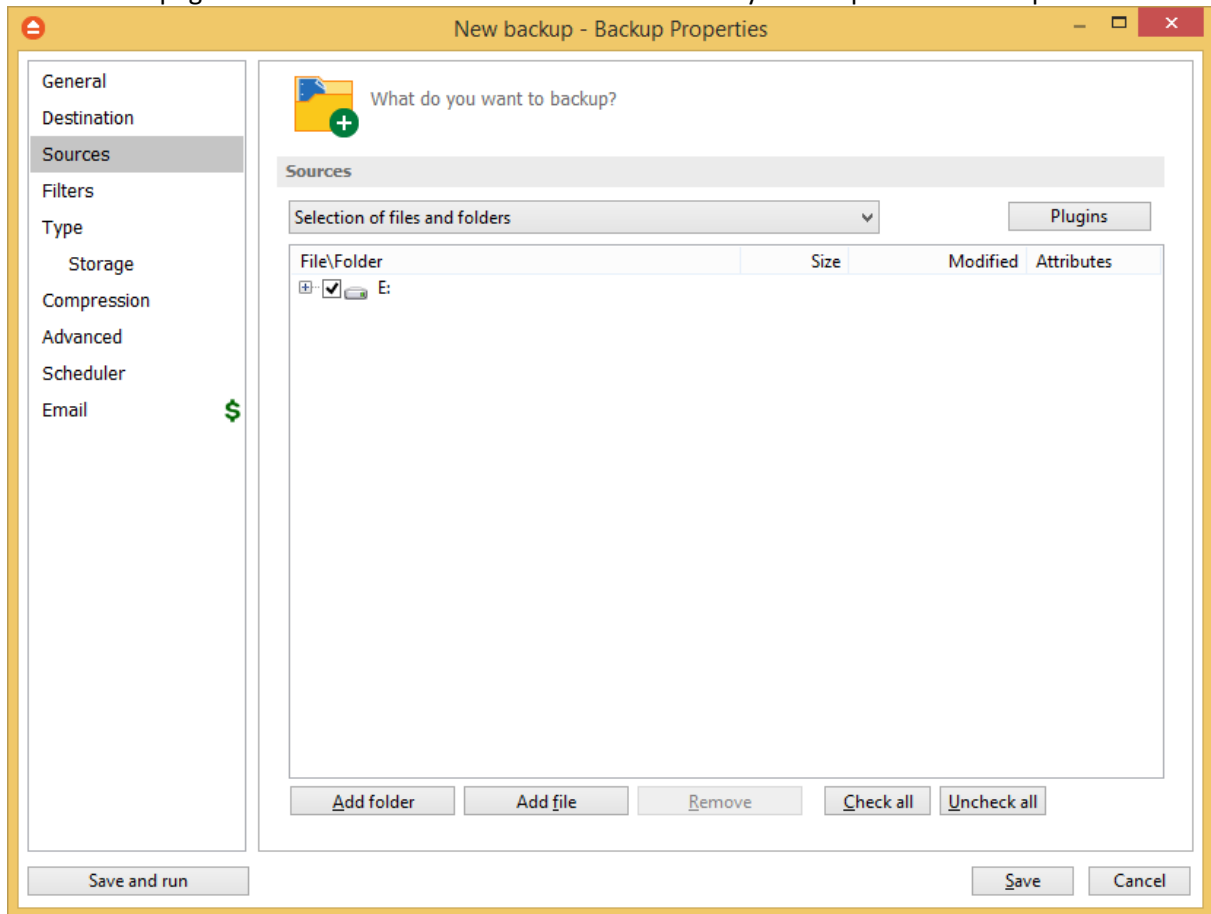 New backup - Backup Properties
General
Destination
Sources
Filters
Type
Storage
Compression
Advanced
Scheduler
Email $
What do you want to backup?
Sources
Selection of files and folders
Plugins
File\Folder Size Modified Attributes
E:
Add folder Add file Remove Check all Uncheck all
Save and run Save Cancel